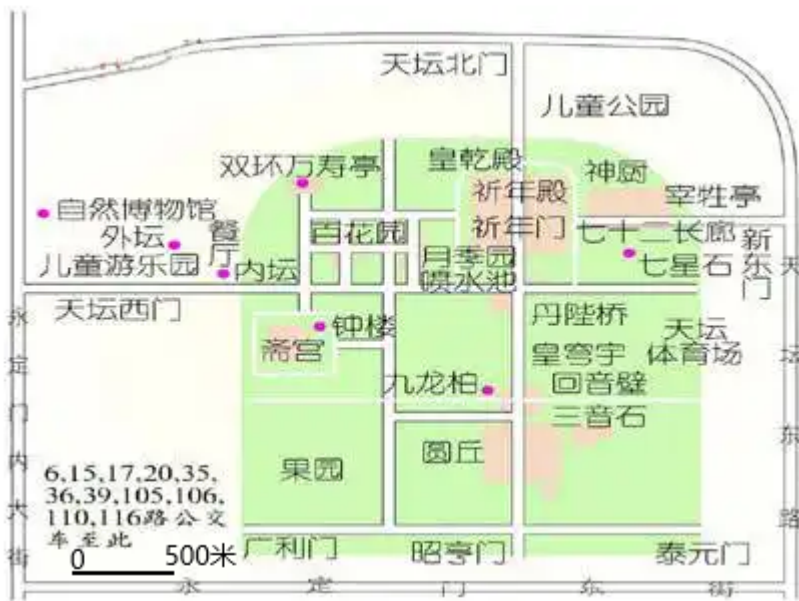 天坛北门
儿童公园
双环万寿亭
皇乾殿
神厨
祈年殿
宰牲亭
自然博物馆
外坛
餐厅
百花园
祈年门
七十二长廊
月季园
新东门
儿童游乐园
内坛
喷水池
七星石
天坛西门
钟楼
丹陛桥
天坛
体育场
斋宫
皇穹宇
九龙柏
回音壁
三音石
果园
圆丘
6,15,17,20,35,
36,39,105,106,
110,116路公交
车至此
0
500米
广利门
昭亨门
泰元门
永定门内大街
天坛东路
永定门东街